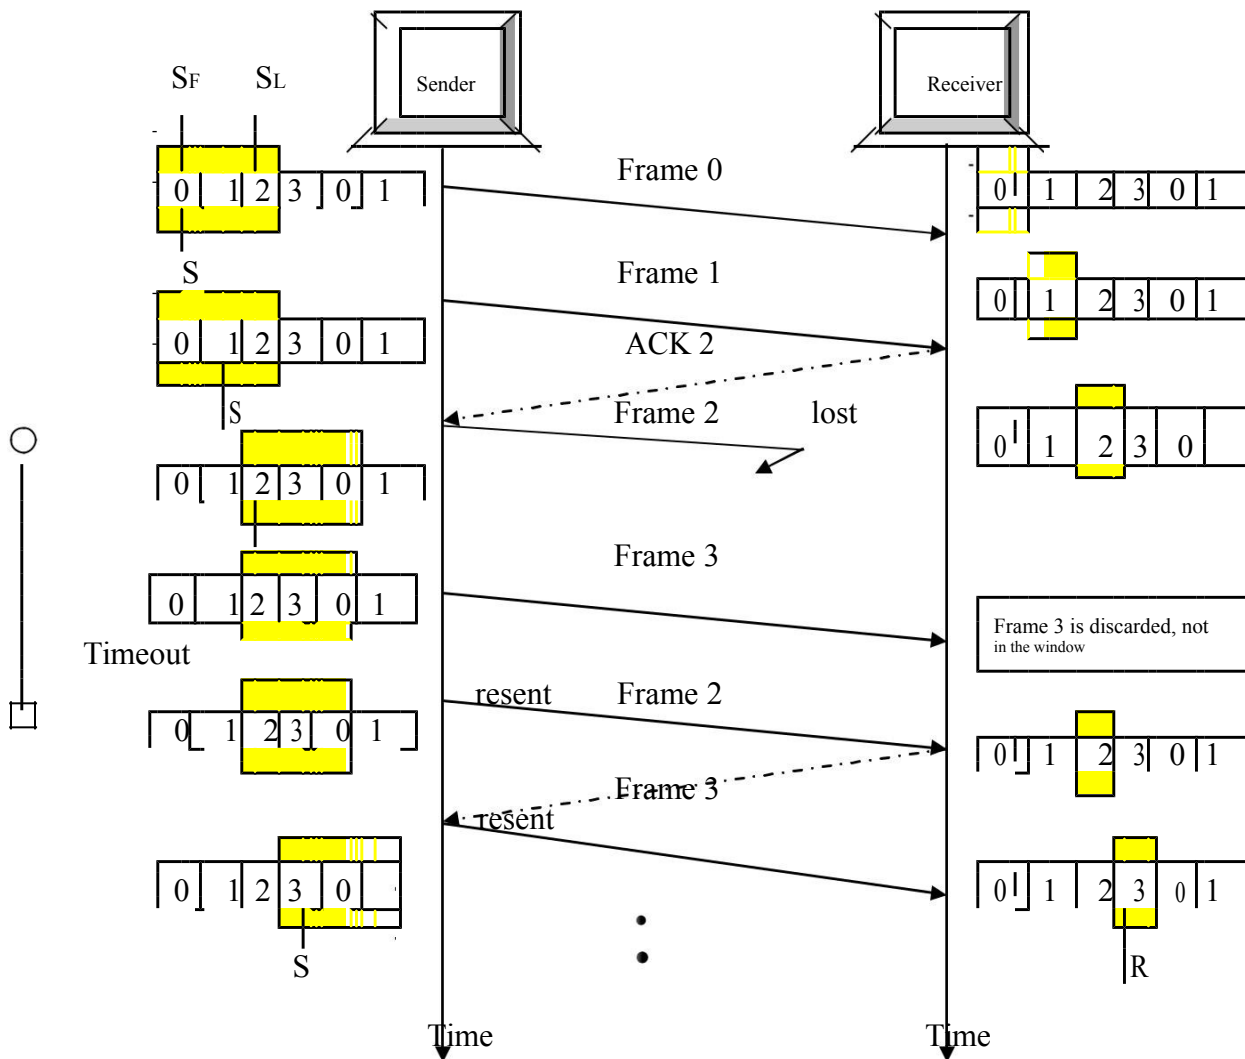 SF SL
Sender
Receiver
Frame 0
0 1 2 3 0 1
0 1 2 3 0 1
S
Frame 1
0 1 2 3 0 1
0 1 2 3 0 1
ACK 2
S
Frame 2
lost
0 1 2 3 0
0 1 2 3 0 1
Frame 3
0 1 2 3 0 1
Frame 3 is discarded, not
in the window
Timeout
resent
Frame 2
0 1 2 3 0 1
0 1 2 3 0 1
Frame 3
resent
0 1 2 3 0
0 1 2 3 0 1
S
R
Time
Time